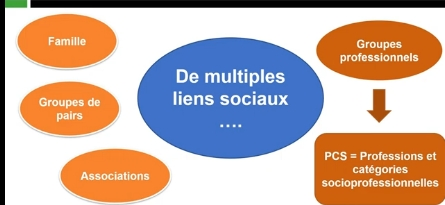 Famille
Groupes de
pairs
Associations
De multiples
liens sociaux
....
Groupes
professionnels
PCS = Professions et
catégories
socioprofessionnelles